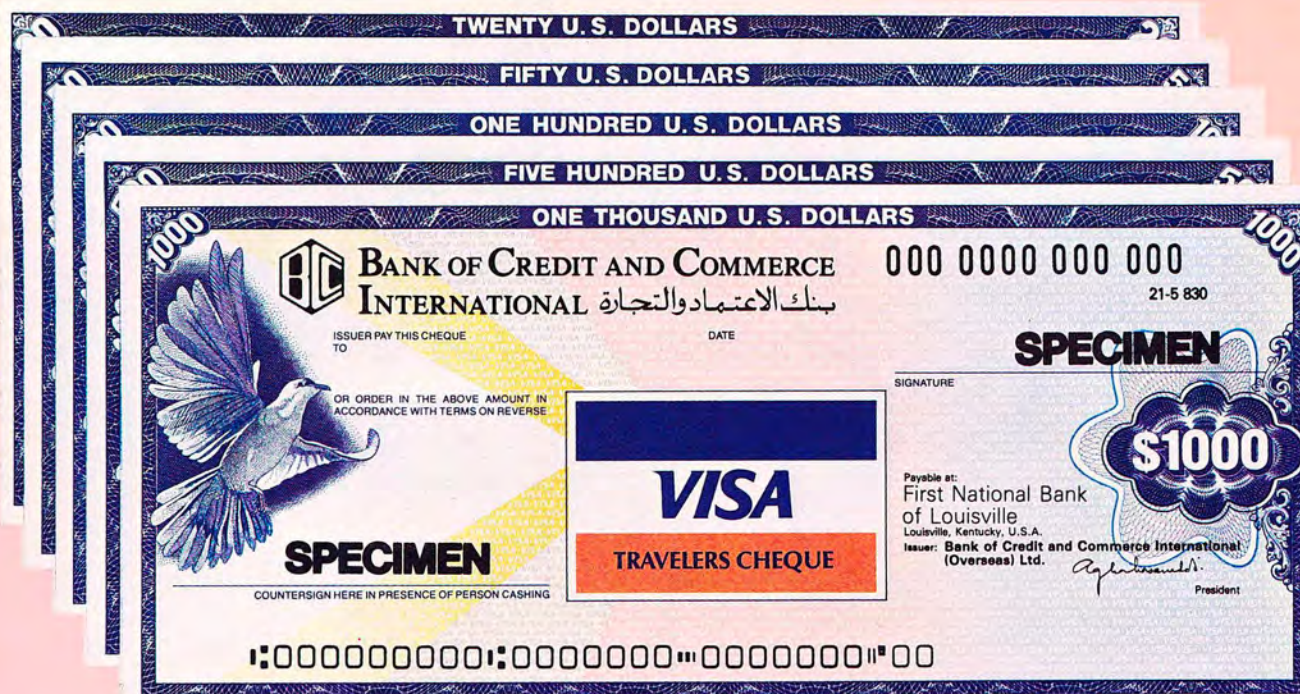 TWENTY U.S. DOLLARS
FIFTY U.S. DOLLARS
ONE HUNDRED U.S. DOLLARS
FIVE HUNDRED U.S. DOLLARS
ONE THOUSAND U.S. DOLLARS
1000
1000
BANK OF CREDIT AND COMMERCE
INTERNATIONAL بنك الاعتماد والتجارة
000 0000 000 000
21-5 830
ISSUER PAY THIS CHEQUE
TO
DATE
SPECIMEN
SIGNATURE
OR ORDER IN THE ABOVE AMOUNT IN
ACCORDANCE WITH TERMS ON REVERSE
VISA
TRAVELERS CHEQUE
$1000
Payable at:
First National Bank
of Louisville
Louisville, Kentucky, U.S.A.
Issuer: Bank of Credit and Commerce International
(Overseas) Ltd.
President
SPECIMEN
COUNTERSIGN HERE IN PRESENCE OF PERSON CASHING
⑆000000000⑆0000000⑉0000000⑈00